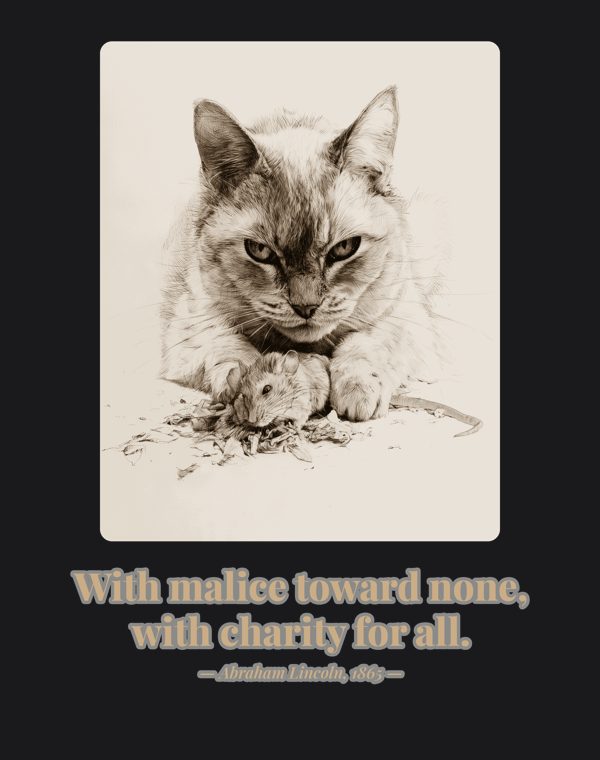 With malice toward none,
with charity for all.
— Abraham Lincoln, 1865 —